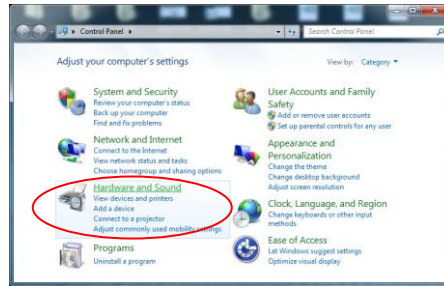 Control Panel
Search Control Panel
Adjust your computer's settings
View by: Category
System and Security
Review your computer's status
Back up your computer
Find and fix problems
Network and Internet
Connect to the Internet
View network status and tasks
Choose homegroup and sharing options
Hardware and Sound
View devices and printers
Add a device
Connect to a projector
Adjust commonly used mobility settings
Programs
Uninstall a program
User Accounts and Family
Safety
Add or remove user accounts
Set up parental controls for any user
Appearance and
Personalization
Change the theme
Change desktop background
Adjust screen resolution
Clock, Language, and Region
Change keyboards or other input
methods
Ease of Access
Let Windows suggest settings
Optimize visual display